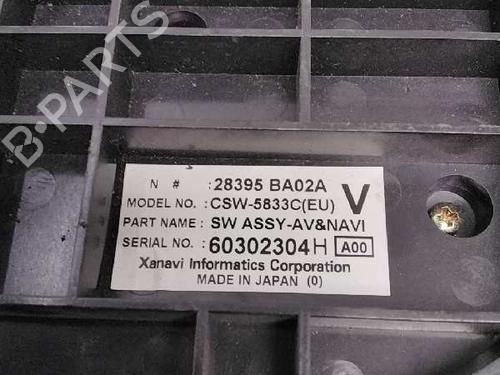 B-PARTS
N #  : 28395 BA02A V
MODEL NO. : CSW-5833C(EU)
PART NAME : SW ASSY-AV&NAVI
SERIAL NO. : 60302304H A00
Xanavi Informatics Corporation
MADE IN JAPAN (0)